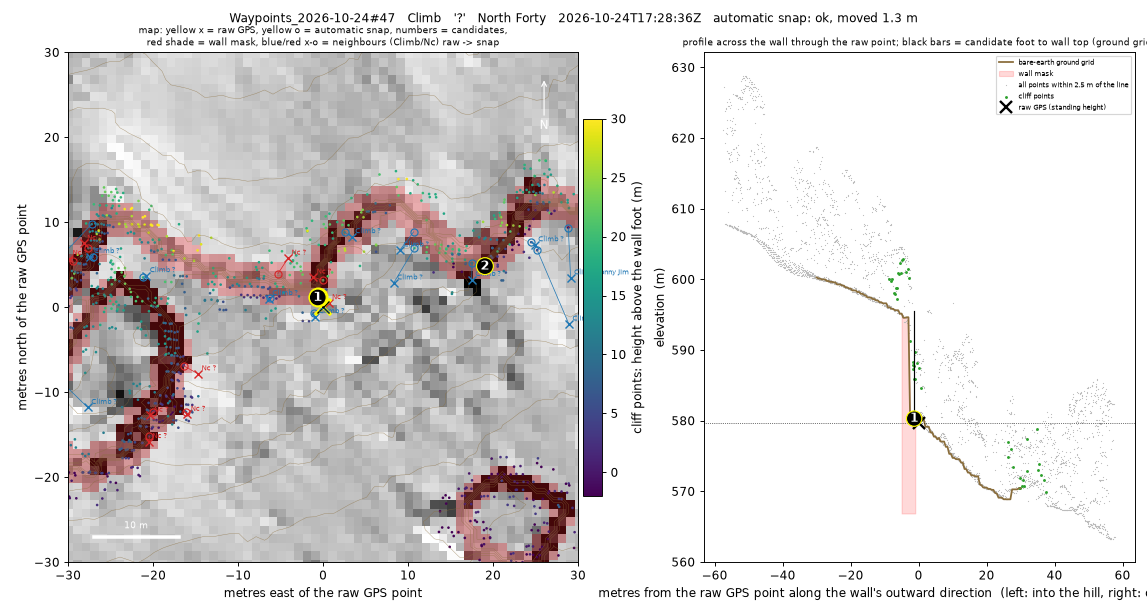 Waypoints_2026-10-24#47 Climb '?' North Forty 2026-10-24T17:28:36Z automatic snap: ok, moved 1.3 m
map: yellow x = raw GPS, yellow o = automatic snap, numbers = candidates,
red shade = wall mask, blue/red x-o = neighbours (Climb/Nc) raw -> snap
profile across the wall through the raw point; black bars = candidate foot to wall top (ground gri
30
20
10
0
−10
−20
−30
−30
−20
−10
0
10
20
30
metres north of the raw GPS point
metres east of the raw GPS point
N
10 m
1
2
Climb ?
Nc ?
Climb ?
Climb ?
Nc ?
Nc ?
Nc ?
Climb ?
30
25
20
15
10
5
0
cliff points: height above the wall foot (m)
630
620
610
600
590
580
570
560
elevation (m)
bare-earth ground grid
wall mask
all points within 2.5 m of the line
cliff points
raw GPS (standing height)
1
−60
−40
−20
0
20
40
60
metres from the raw GPS point along the wall's outward direction (left: into the hill, right: